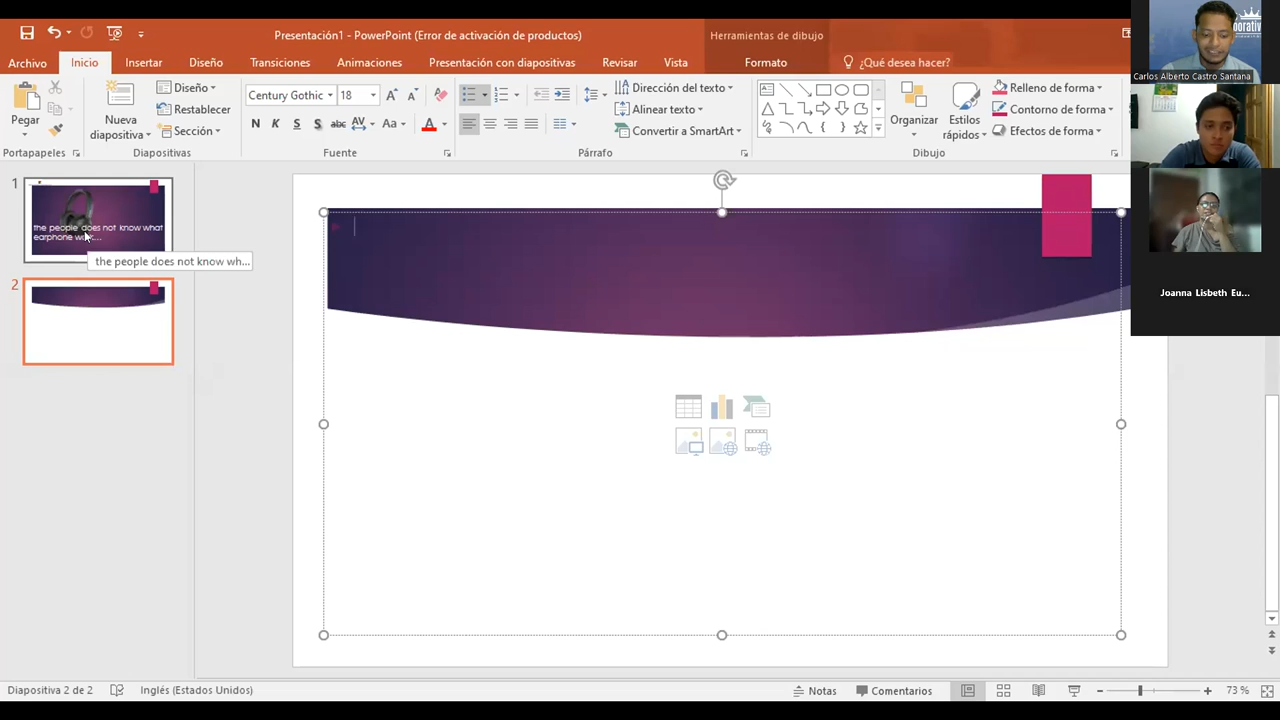 Presentación1 - PowerPoint (Error de activación de productos)
Herramientas de dibujo
Archivo
Inicio
Insertar
Diseño
Transiciones
Animaciones
Presentación con diapositivas
Revisar
Vista
Formato
¿Qué desea hacer?
Pegar
Nueva
diapositiva
Diseño
Restablecer
Sección
Century Gothic
18
N K S S abc AV Aa A
Dirección del texto
Alinear texto
Convertir a SmartArt
Organizar
Estilos
rápidos
Relleno de forma
Contorno de forma
Efectos de forma
Portapapeles
Diapositivas
Fuente
Párrafo
Dibujo
Carlos Alberto Castro Santana
Joanna Lisbeth Eu...
1
the people does not know what
the people does not know wh...
2
Diapositiva 2 de 2
Inglés (Estados Unidos)
Notas
Comentarios
73 %